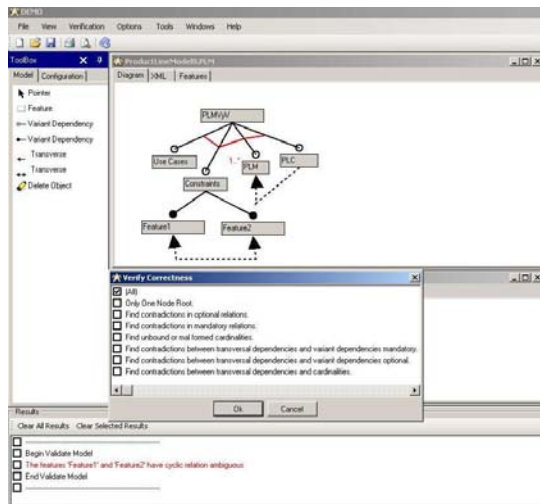 DEMO
File View Verification Options Tools Windows Help
ToolBox
Model Configuration
Pointer
Feature
Variant Dependency
Variant Dependency
Transverse
Transverse
Delete Object
ProductLineModel5.PLM
Diagram XML Features
PLMVyV
1..*
Use Cases PLM PLC
Constraints
Feature1 Feature2
Verify Correctness
(All)
Only One Node Root.
Find contradictions in optional relations.
Find contradictions in mandatory relations.
Find unbound or mal formed cardinalities.
Find contradictions between transversal dependencies and variant dependencies mandatory.
Find contradictions between transversal dependencies and variant dependencies optional.
Find contradictions between transversal dependencies and cardinalities.
Ok Cancel
Results
Clear All Results Clear Selected Results
Begin Validate Model
The features 'Feature1' and 'Feature2' have cyclic relation ambiguous
End Validate Model